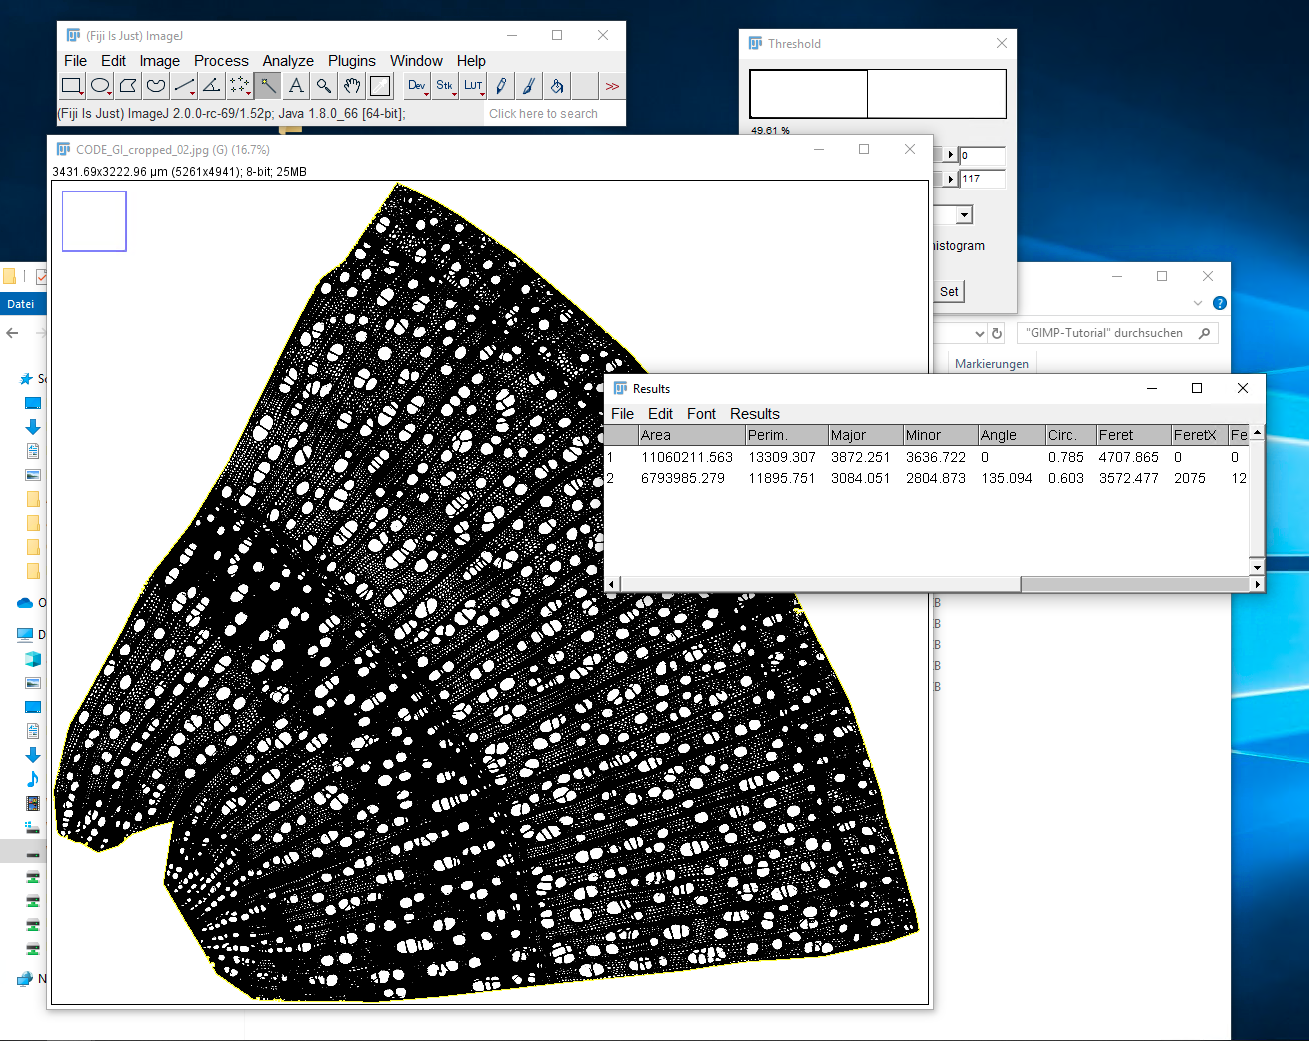 (Fiji Is Just) ImageJ
File Edit Image Process Analyze Plugins Window Help
Dev Stk LUT >>
(Fiji Is Just) ImageJ 2.0.0-rc-69/1.52p; Java 1.8.0_66 [64-bit];
Click here to search
Threshold
49.61 %
0
117
histogram
Set
CODE_GI_cropped_02.jpg (G) (16.7%)
3431.69x3222.96 µm (5261x4941); 8-bit; 25MB
Datei
"GIMP-Tutorial" durchsuchen
Markierungen
Results
File Edit Font Results
Area Perim. Major Minor Angle Circ. Feret FeretX Fe
1 11060211.563 13309.307 3872.251 3636.722 0 0.785 4707.865 0 0
2 6793985.279 11895.751 3084.051 2804.873 135.094 0.603 3572.477 2075 12
B
B
B
B
B
Sc
O
D
N